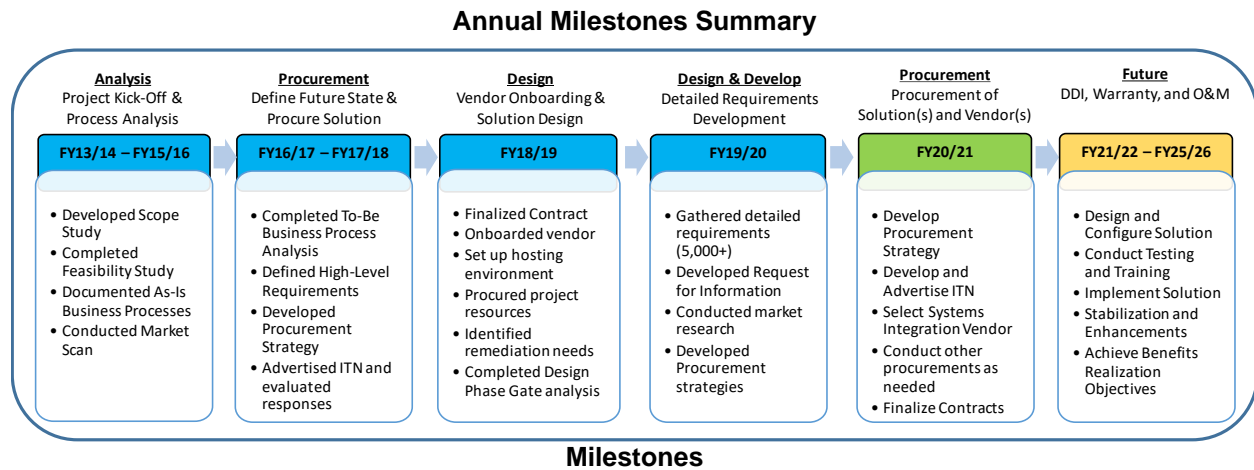 Annual Milestones Summary
Analysis
Project Kick-Off &
Process Analysis
FY13/14 – FY15/16
• Developed Scope
Study
• Completed
Feasibility Study
• Documented As-Is
Business Processes
• Conducted Market
Scan
Procurement
Define Future State &
Procure Solution
FY16/17 – FY17/18
• Completed To-Be
Business Process
Analysis
• Defined High-Level
Requirements
• Developed
Procurement
Strategy
• Advertised ITN and
evaluated
responses
Design
Vendor Onboarding &
Solution Design
FY18/19
• Finalized Contract
• Onboarded vendor
• Set up hosting
environment
• Procured project
resources
• Identified
remediation needs
• Completed Design
Phase Gate analysis
Design & Develop
Detailed Requirements
Development
FY19/20
• Gathered detailed
requirements
(5,000+)
• Developed Request
for Information
• Conducted market
research
• Developed
Procurement
strategies
Procurement
Procurement of
Solution(s) and Vendor(s)
FY20/21
• Develop
Procurement
Strategy
• Develop and
Advertise ITN
• Select Systems
Integration Vendor
• Conduct other
procurements as
needed
• Finalize Contracts
Future
DDI, Warranty, and O&M
FY21/22 – FY25/26
• Design and
Configure Solution
• Conduct Testing
and Training
• Implement Solution
• Stabilization and
Enhancements
• Achieve Benefits
Realization
Objectives
Milestones